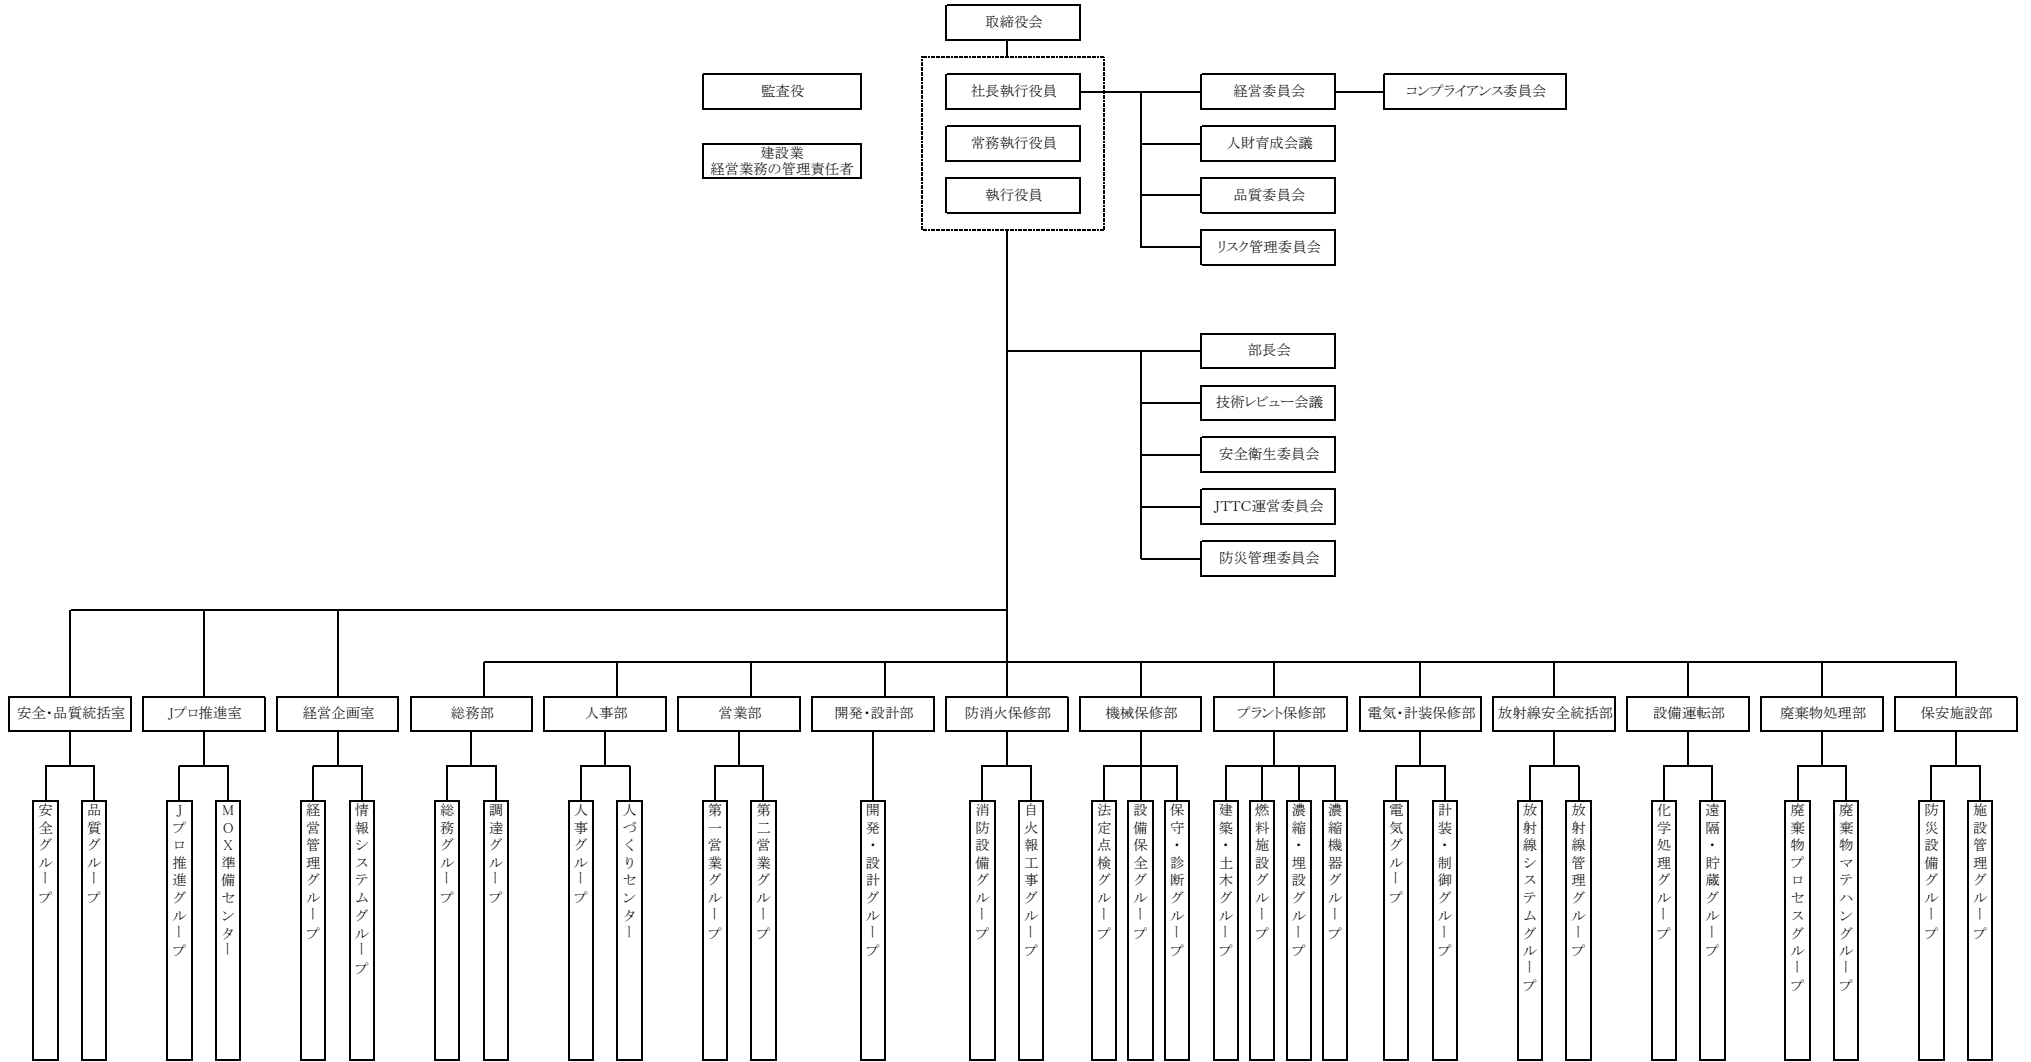 取締役会
監査役
社長執行役員
経営委員会
コンプライアンス委員会
建設業
経営業務の管理責任者
常務執行役員
人財育成会議
執行役員
品質委員会
リスク管理委員会
部長会
技術レビュー会議
安全衛生委員会
JTTC運営委員会
防災管理委員会
安全・品質統括室
Jプロ推進室
経営企画室
総務部
人事部
営業部
開発・設計部
防消火保修部
機械保修部
プラント保修部
電気・計装保修部
放射線安全統括部
設備運転部
廃棄物処理部
保安施設部
安全グループ
品質グループ
Jプロ推進グループ
MOX準備センター
経営管理グループ
情報システムグループ
総務グループ
調達グループ
人事グループ
人づくりセンター
第一営業グループ
第二営業グループ
開発・設計グループ
消防設備グループ
自火報工事グループ
法定点検グループ
設備保全グループ
保守・診断グループ
建築・土木グループ
燃料施設グループ
濃縮・埋設グループ
濃縮機器グループ
電気グループ
計装・制御グループ
放射線システムグループ
放射線管理グループ
化学処理グループ
遠隔・貯蔵グループ
廃棄物プロセスグループ
廃棄物マテハングループ
防災設備グループ
施設管理グループ